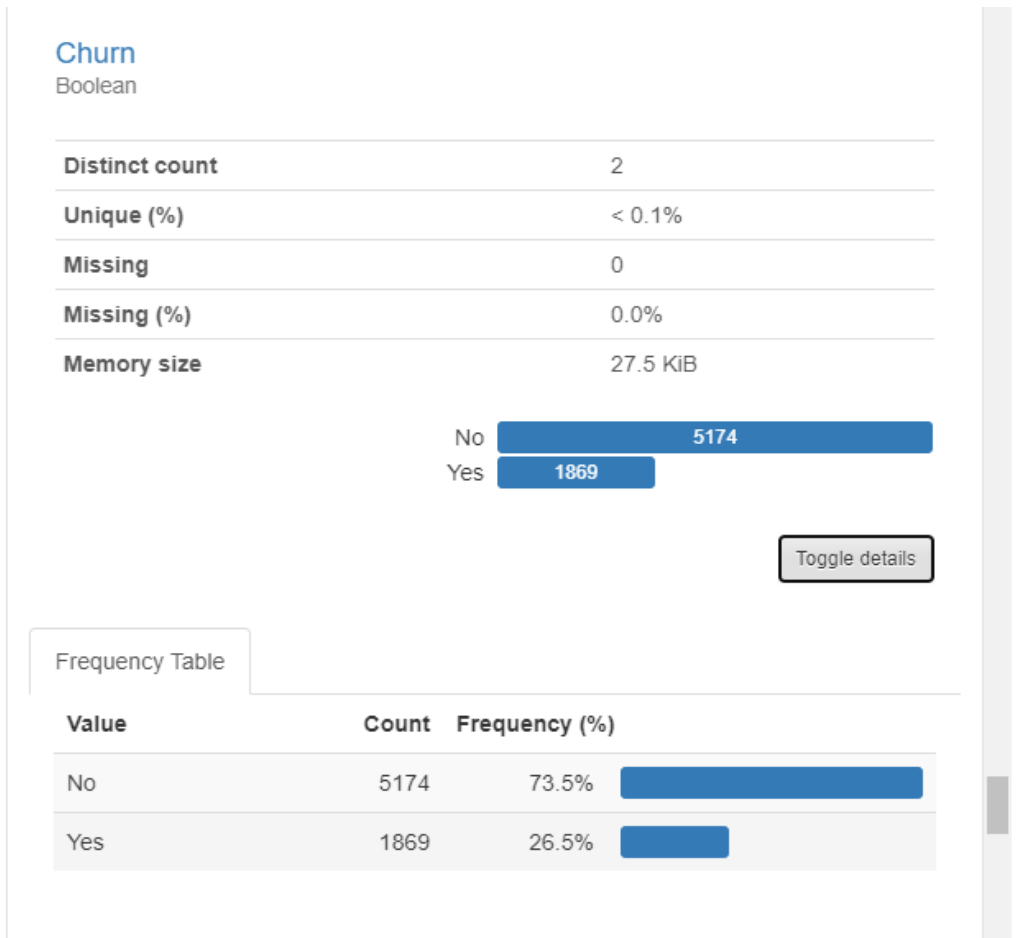 Churn
Boolean
Distinct count 2
Unique (%) < 0.1%
Missing 0
Missing (%) 0.0%
Memory size 27.5 KiB
No 5174
Yes 1869
Toggle details
Frequency Table
Value Count Frequency (%)
No 5174 73.5%
Yes 1869 26.5%